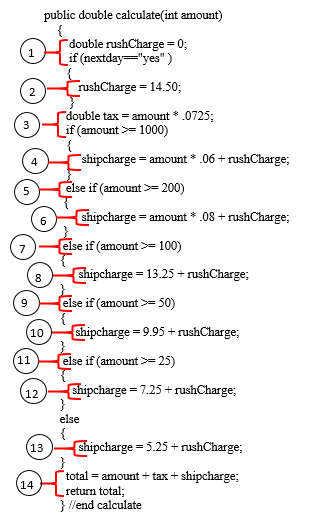 public double calculate(int amount)
{
1 double rushCharge = 0;
if (nextday=="yes" )
{
2 rushCharge = 14.50;
}
3 double tax = amount * .0725;
if (amount >= 1000)
{
4 shipcharge = amount * .06 + rushCharge;
}
5 else if (amount >= 200)
{
6 shipcharge = amount * .08 + rushCharge;
}
7 else if (amount >= 100)
{
8 shipcharge = 13.25 + rushCharge;
}
9 else if (amount >= 50)
{
10 shipcharge = 9.95 + rushCharge;
}
11 else if (amount >= 25)
{
12 shipcharge = 7.25 + rushCharge;
}
else
{
13 shipcharge = 5.25 + rushCharge;
}
14 total = amount + tax + shipcharge;
return total;
} //end calculate